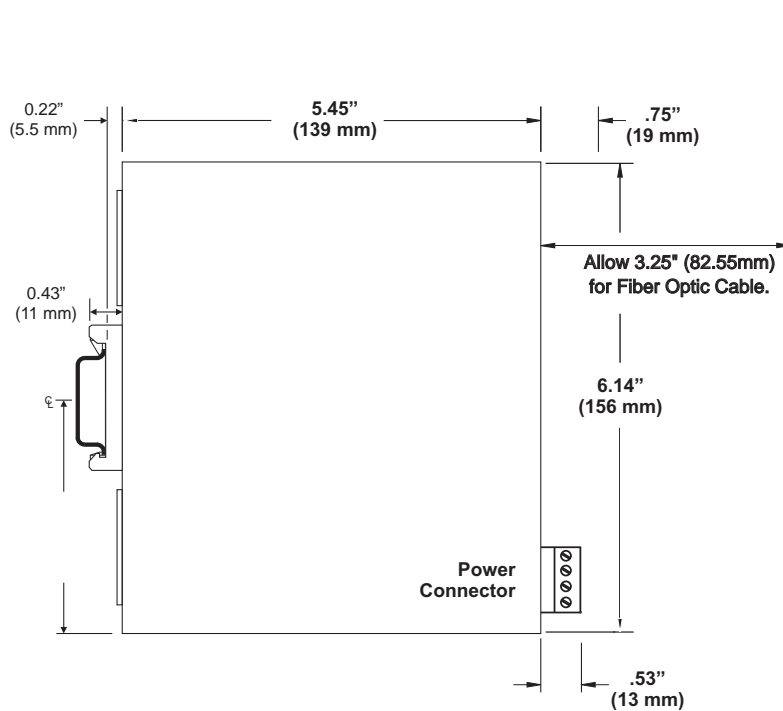 0.22”
(5.5 mm)
5.45”
(139 mm)
.75”
(19 mm)
Allow 3.25" (82.55mm)
for Fiber Optic Cable.
0.43”
(11 mm)
℄
6.14”
(156 mm)
Power
Connector
.53”
(13 mm)